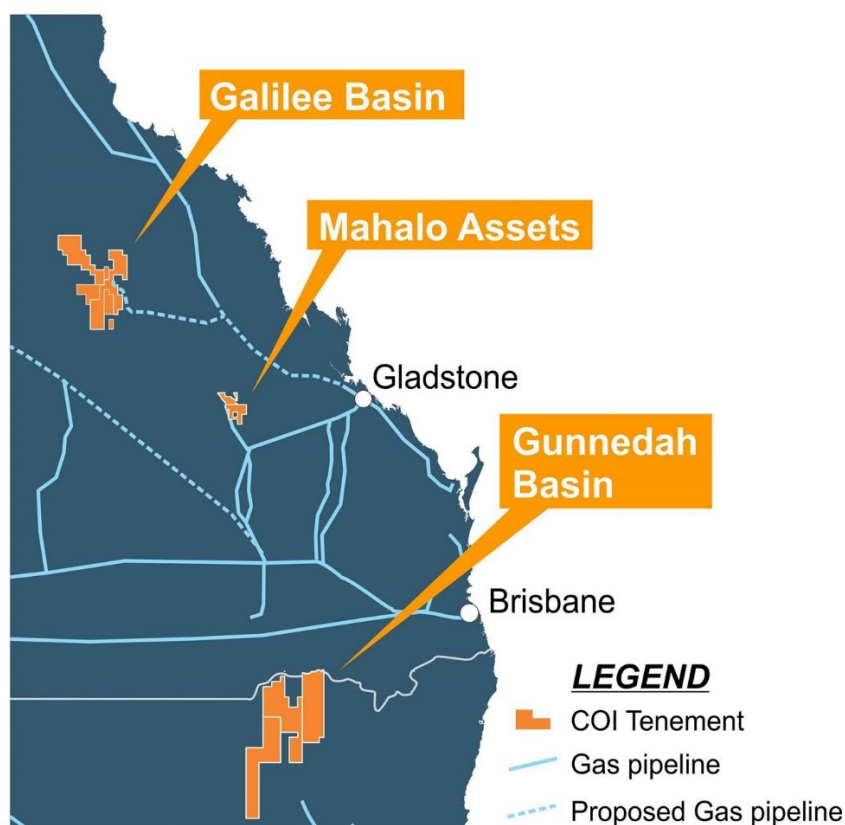 Galilee Basin
Mahalo Assets
Gladstone
Gunnedah
Basin
Brisbane
LEGEND
COI Tenement
Gas pipeline
Proposed Gas pipeline